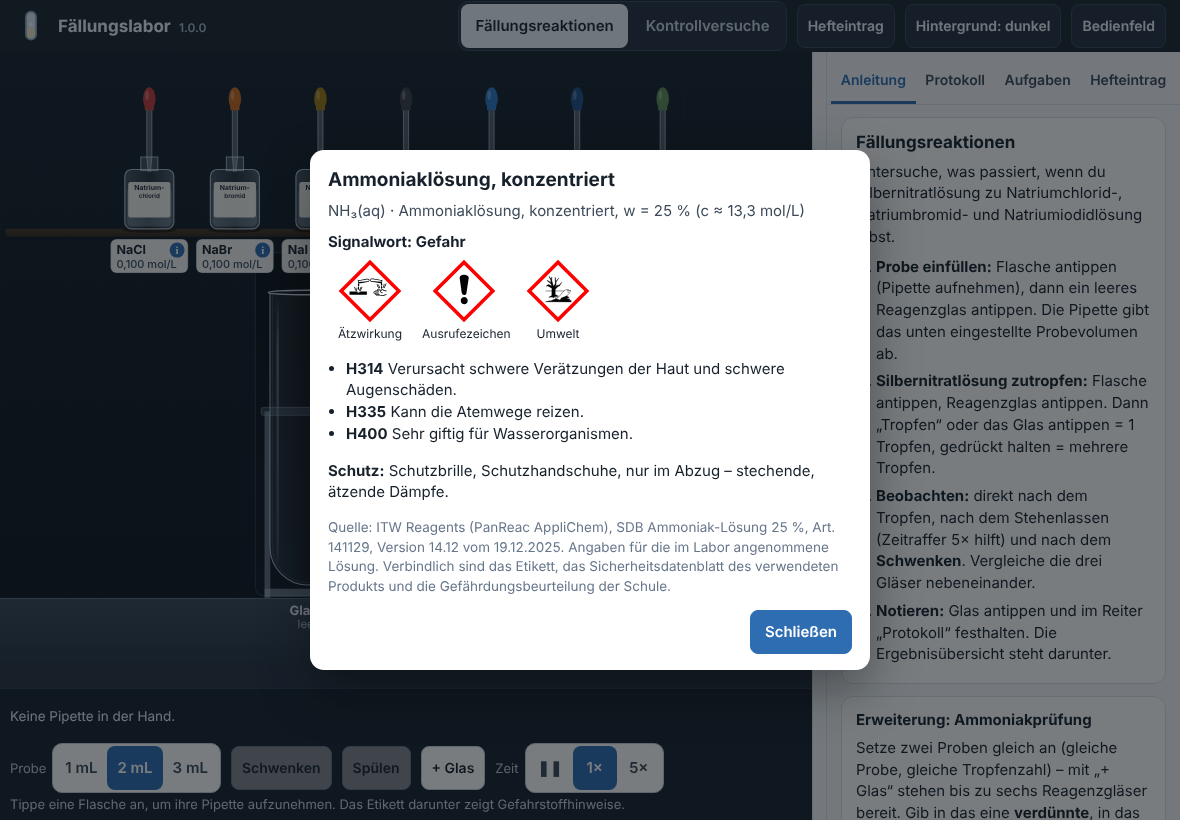 Fällungslabor 1.0.0
Fällungsreaktionen
Kontrollversuche
Hefteintrag
Hintergrund: dunkel
Bedienfeld
Anleitung
Protokoll
Aufgaben
Hefteintrag
Natrium-
chlorid
Natrium-
bromid
NaCl i
0,100 mol/L
NaBr i
0,100 mol/L
NaI
Ammoniaklösung, konzentriert
NH₃(aq) · Ammoniaklösung, konzentriert, w = 25 % (c ≈ 13,3 mol/L)
Signalwort: Gefahr
Ätzwirkung
Ausrufezeichen
Umwelt
• H314 Verursacht schwere Verätzungen der Haut und schwere
Augenschäden.
• H335 Kann die Atemwege reizen.
• H400 Sehr giftig für Wasserorganismen.
Schutz: Schutzbrille, Schutzhandschuhe, nur im Abzug – stechende,
ätzende Dämpfe.
Quelle: ITW Reagents (PanReac AppliChem), SDB Ammoniak-Lösung 25 %, Art.
141129, Version 14.12 vom 19.12.2025. Angaben für die im Labor angenommene
Lösung. Verbindlich sind das Etikett, das Sicherheitsdatenblatt des verwendeten
Produkts und die Gefährdungsbeurteilung der Schule.
Schließen
Fällungsreaktionen
ntersuche, was passiert, wenn du
lbernitratlösung zu Natriumchlorid-,
atriumbromid- und Natriumiodidlösung
bst.
Probe einfüllen: Flasche antippen
(Pipette aufnehmen), dann ein leeres
Reagenzglas antippen. Die Pipette gibt
das unten eingestellte Probevolumen
ab.
Silbernitratlösung zutropfen: Flasche
antippen, Reagenzglas antippen. Dann
„Tropfen“ oder das Glas antippen = 1
Tropfen, gedrückt halten = mehrere
Tropfen.
Beobachten: direkt nach dem
Tropfen, nach dem Stehenlassen
(Zeitraffer 5× hilft) und nach dem
Schwenken. Vergleiche die drei
Gläser nebeneinander.
Notieren: Glas antippen und im Reiter
„Protokoll“ festhalten. Die
Ergebnisübersicht steht darunter.
Erweiterung: Ammoniakprüfung
Setze zwei Proben gleich an (gleiche
Probe, gleiche Tropfenzahl) – mit „+
Glas“ stehen bis zu sechs Reagenzgläser
bereit. Gib in das eine verdünnte, in das
Keine Pipette in der Hand.
Probe
1 mL
2 mL
3 mL
Schwenken
Spülen
+ Glas
Zeit
1×
5×
Tippe eine Flasche an, um ihre Pipette aufzunehmen. Das Etikett darunter zeigt Gefahrstoffhinweise.